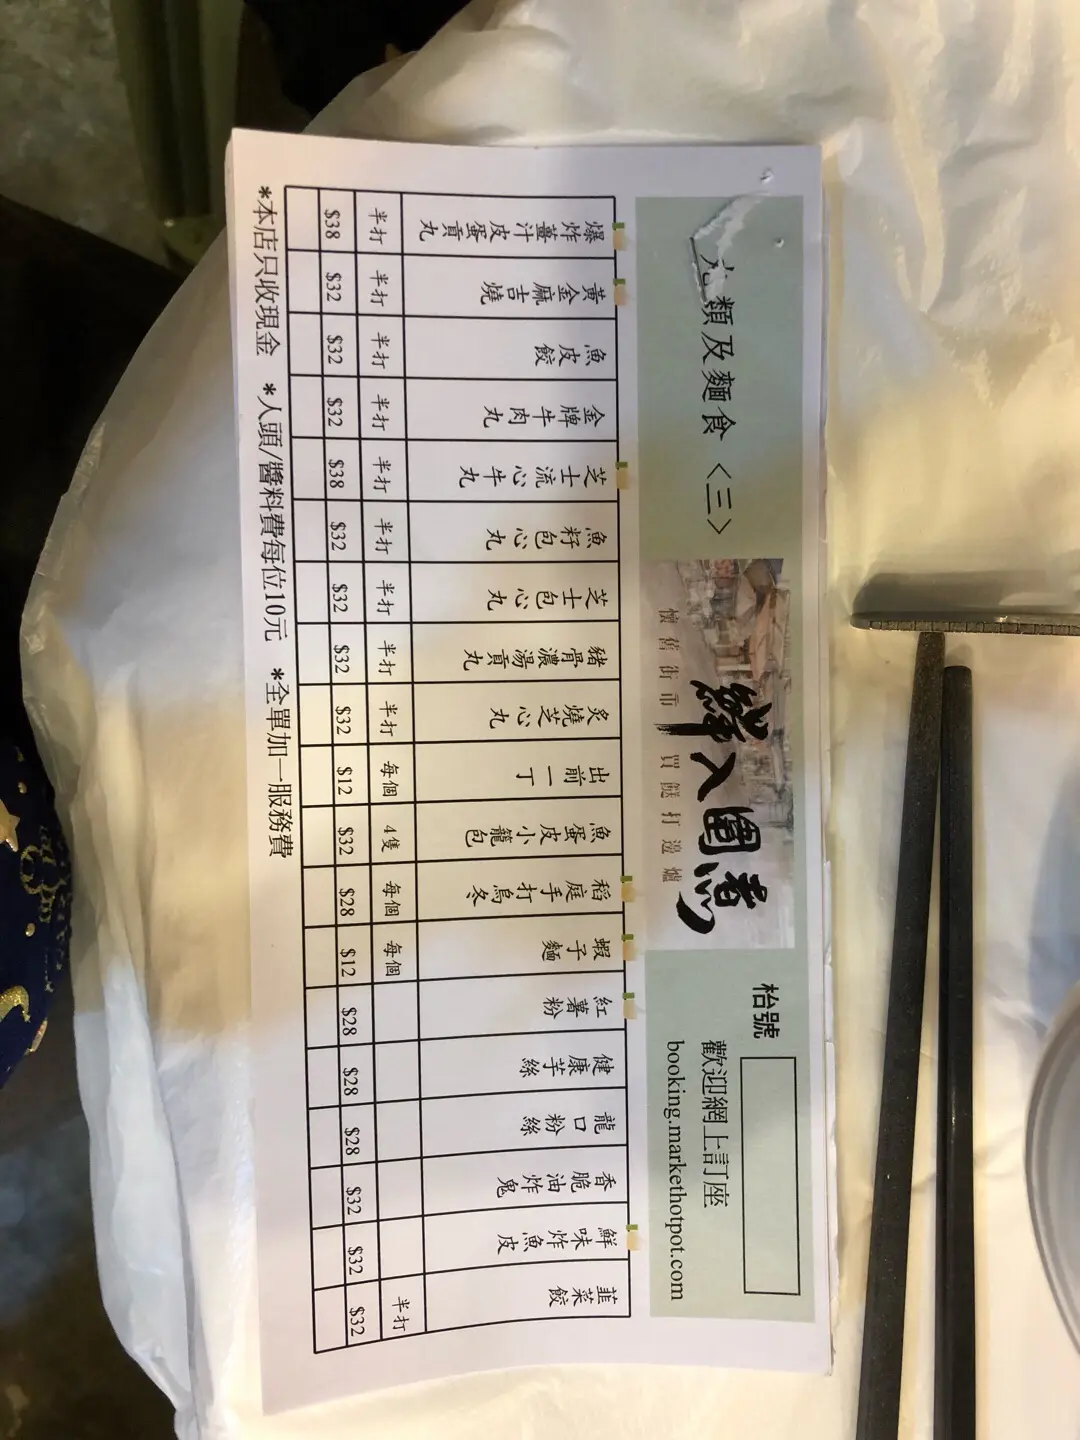 丸類及麵食〈三〉
懷舊街市 買餸打邊爐
鮮入圍煮
枱號
歡迎網上訂座
booking.markethotpot.com
爆炸薑汁皮蛋貢丸 半打 $38
黃金麻吉燒 半打 $32
魚皮餃 半打 $32
金牌牛肉丸 半打 $32
芝士流心牛丸 半打 $38
魚籽包心丸 半打 $32
芝士包心丸 半打 $32
豬骨濃湯貢丸 半打 $32
炙燒芝心丸 半打 $32
出前一丁 每個 $12
魚蛋皮小籠包 4隻 $32
稻庭手打烏冬 每個 $28
蝦子麵 每個 $12
紅薯粉 $28
健康芋絲 $28
龍口粉絲 $28
香脆油炸鬼 $32
鮮味炸魚皮 $32
韭菜餃 半打 $32
*本店只收現金 *人頭/醬料費每位10元 *全單加一服務費